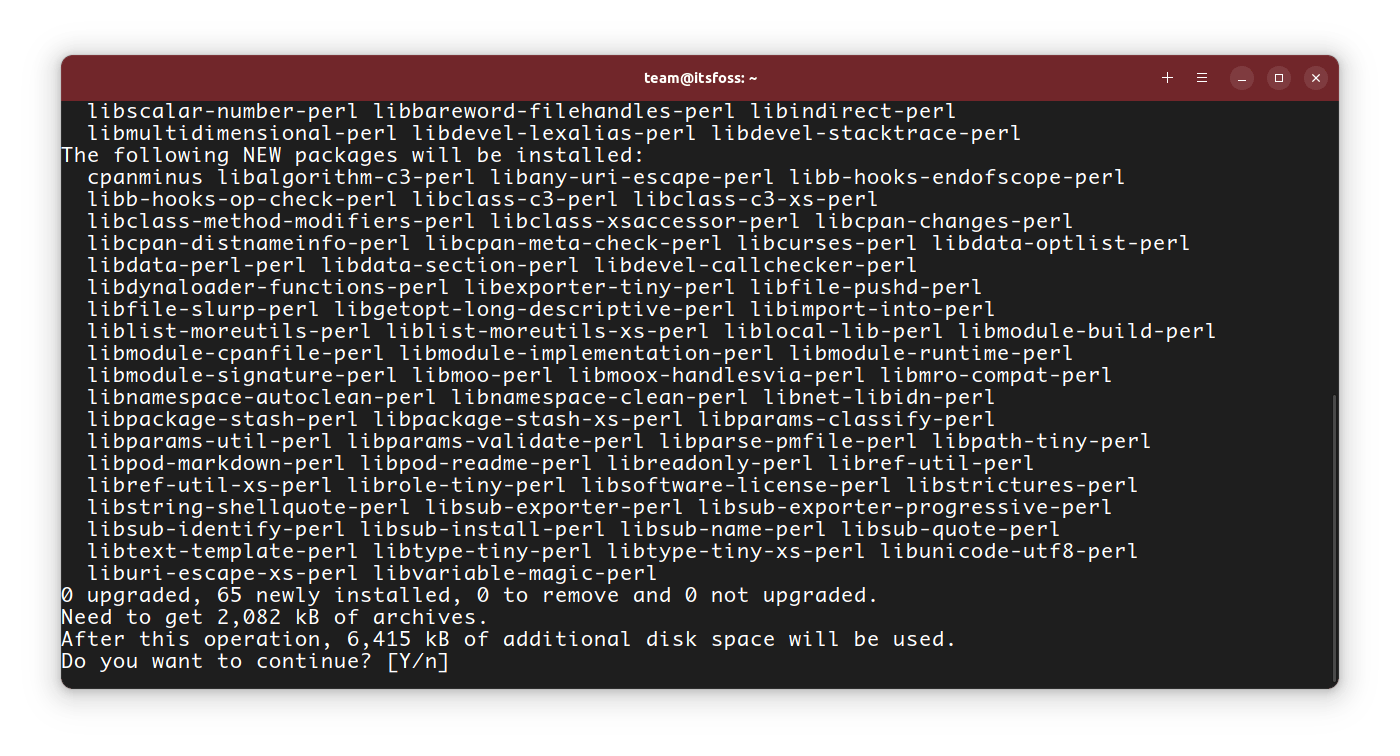 team@itsfoss: ~
libscalar-number-perl libbareword-filehandles-perl libindirect-perl
libmultidimensional-perl libdevel-lexalias-perl libdevel-stacktrace-perl
The following NEW packages will be installed:
cpanminus libalgorithm-c3-perl libany-uri-escape-perl libb-hooks-endofscope-perl
libb-hooks-op-check-perl libclass-c3-perl libclass-c3-xs-perl
libclass-method-modifiers-perl libclass-xsaccessor-perl libcpan-changes-perl
libcpan-distnameinfo-perl libcpan-meta-check-perl libcurses-perl libdata-optlist-perl
libdata-perl-perl libdata-section-perl libdevel-callchecker-perl
libdynaloader-functions-perl libexporter-tiny-perl libfile-pushd-perl
libfile-slurp-perl libgetopt-long-descriptive-perl libimport-into-perl
liblist-moreutils-perl liblist-moreutils-xs-perl liblocal-lib-perl libmodule-build-perl
libmodule-cpanfile-perl libmodule-implementation-perl libmodule-runtime-perl
libmodule-signature-perl libmoo-perl libmoox-handlesvia-perl libmro-compat-perl
libnamespace-autoclean-perl libnamespace-clean-perl libnet-libidn-perl
libpackage-stash-perl libpackage-stash-xs-perl libparams-classify-perl
libparams-util-perl libparams-validate-perl libparse-pmfile-perl libpath-tiny-perl
libpod-markdown-perl libpod-readme-perl libreadonly-perl libref-util-perl
libref-util-xs-perl librole-tiny-perl libsoftware-license-perl libstrictures-perl
libstring-shellquote-perl libsub-exporter-perl libsub-exporter-progressive-perl
libsub-identify-perl libsub-install-perl libsub-name-perl libsub-quote-perl
libtext-template-perl libtype-tiny-perl libtype-tiny-xs-perl libunicode-utf8-perl
liburi-escape-xs-perl libvariable-magic-perl
0 upgraded, 65 newly installed, 0 to remove and 0 not upgraded.
Need to get 2,082 kB of archives.
After this operation, 6,415 kB of additional disk space will be used.
Do you want to continue? [Y/n]